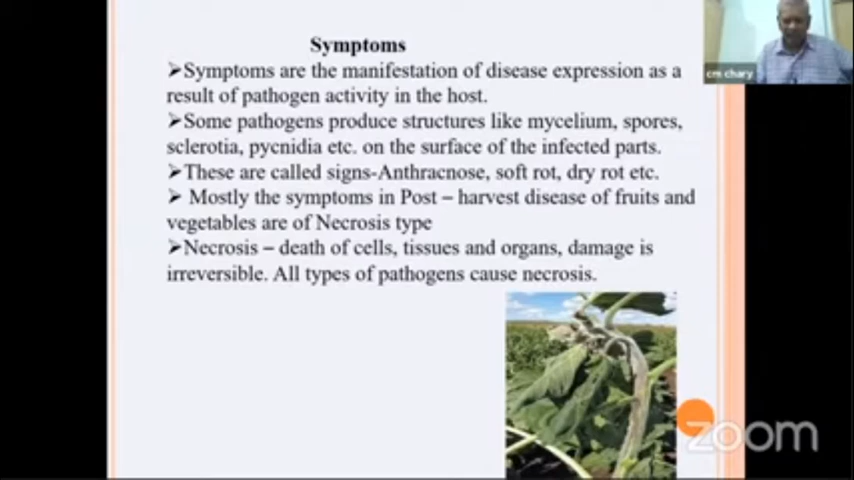 Symptoms
➤Symptoms are the manifestation of disease expression as a
result of pathogen activity in the host.
➤Some pathogens produce structures like mycelium, spores,
sclerotia, pycnidia etc. on the surface of the infected parts.
➤These are called signs-Anthracnose, soft rot, dry rot etc.
➤ Mostly the symptoms in Post – harvest disease of fruits and
vegetables are of Necrosis type
➤Necrosis – death of cells, tissues and organs, damage is
irreversible. All types of pathogens cause necrosis.
cm chary
zoom